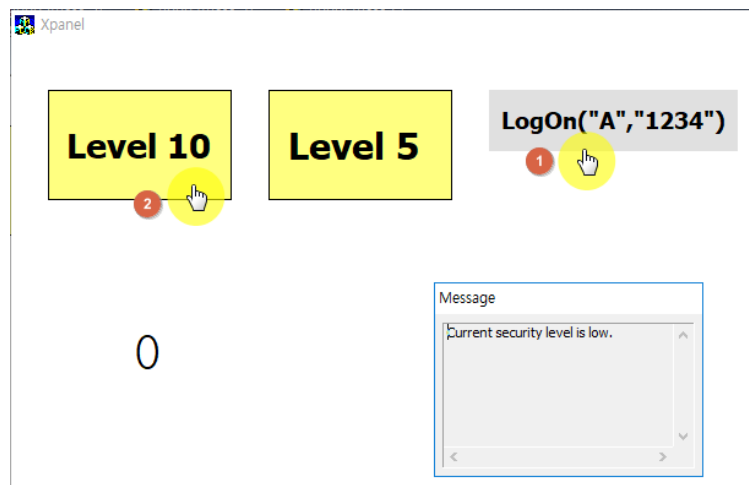 Xpanel
Level 10
Level 5
LogOn("A","1234")
1
2
0
Message
Current security level is low.